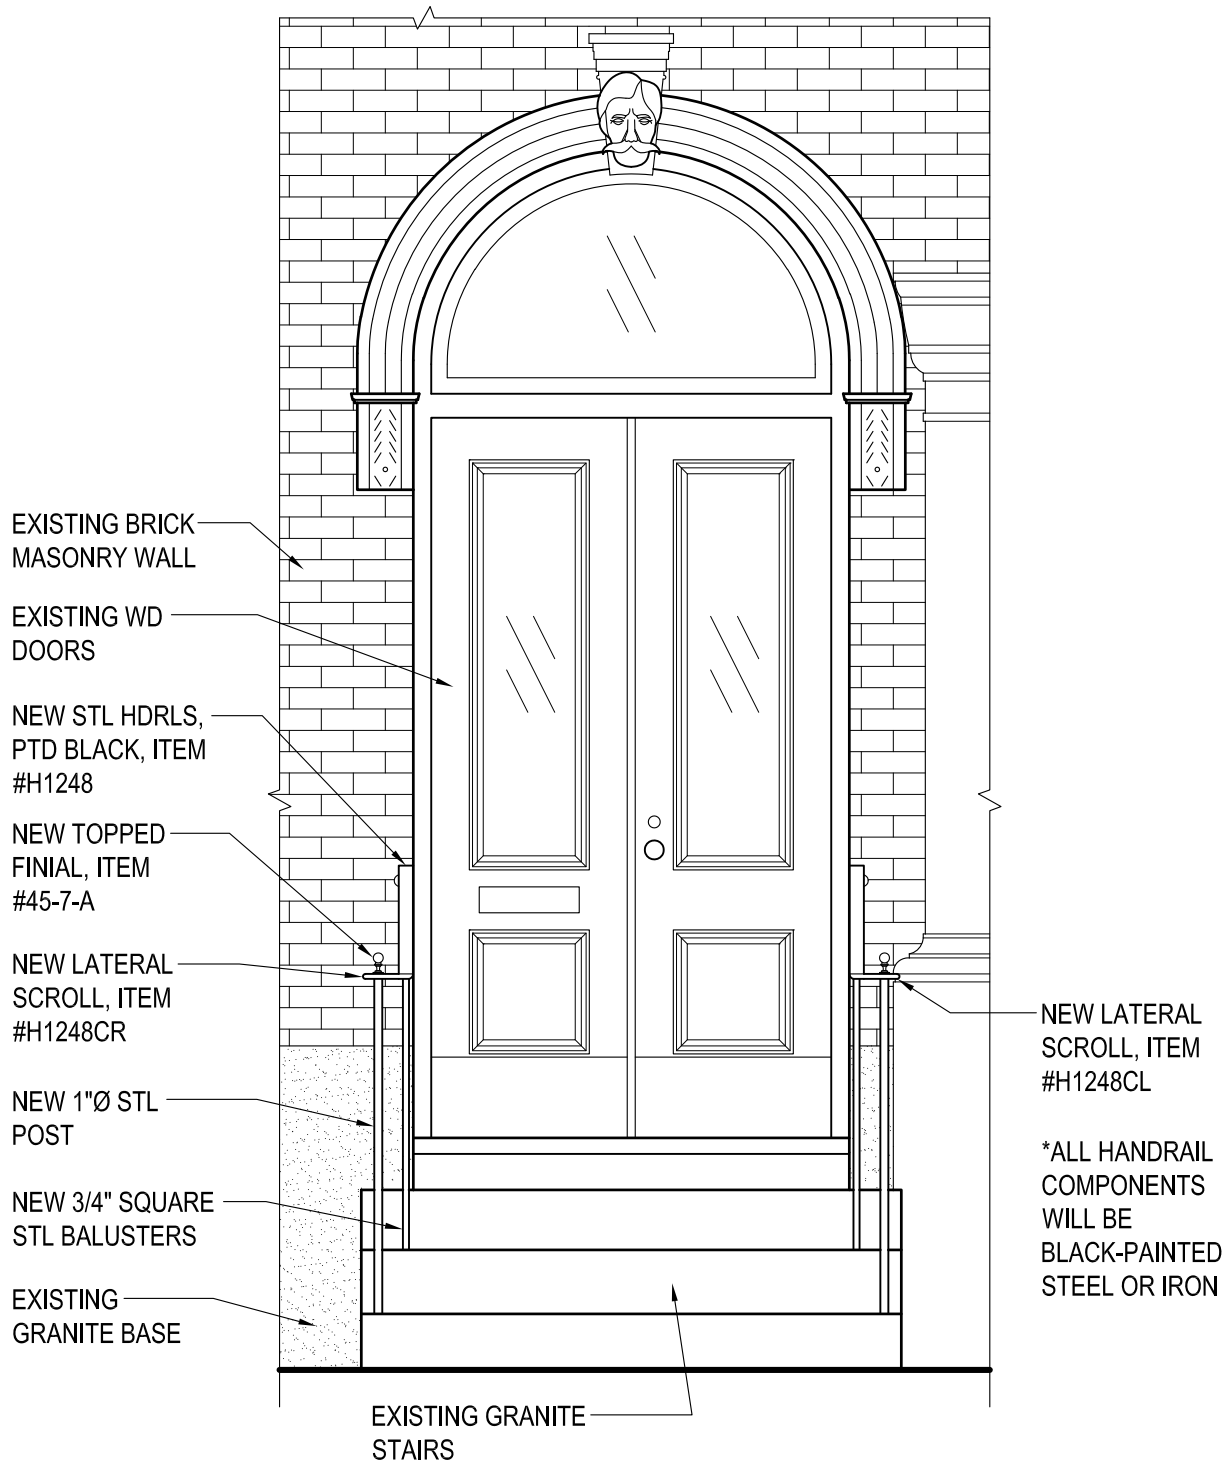 EXISTING BRICK
MASONRY WALL
EXISTING WD
DOORS
NEW STL HDRLS,
PTD BLACK, ITEM
#H1248
NEW TOPPED
FINIAL, ITEM
#45-7-A
NEW LATERAL
SCROLL, ITEM
#H1248CR
NEW 1"Ø STL
POST
NEW 3/4" SQUARE
STL BALUSTERS
EXISTING
GRANITE BASE
EXISTING GRANITE
STAIRS
NEW LATERAL
SCROLL, ITEM
#H1248CL
*ALL HANDRAIL
COMPONENTS
WILL BE
BLACK-PAINTED
STEEL OR IRON